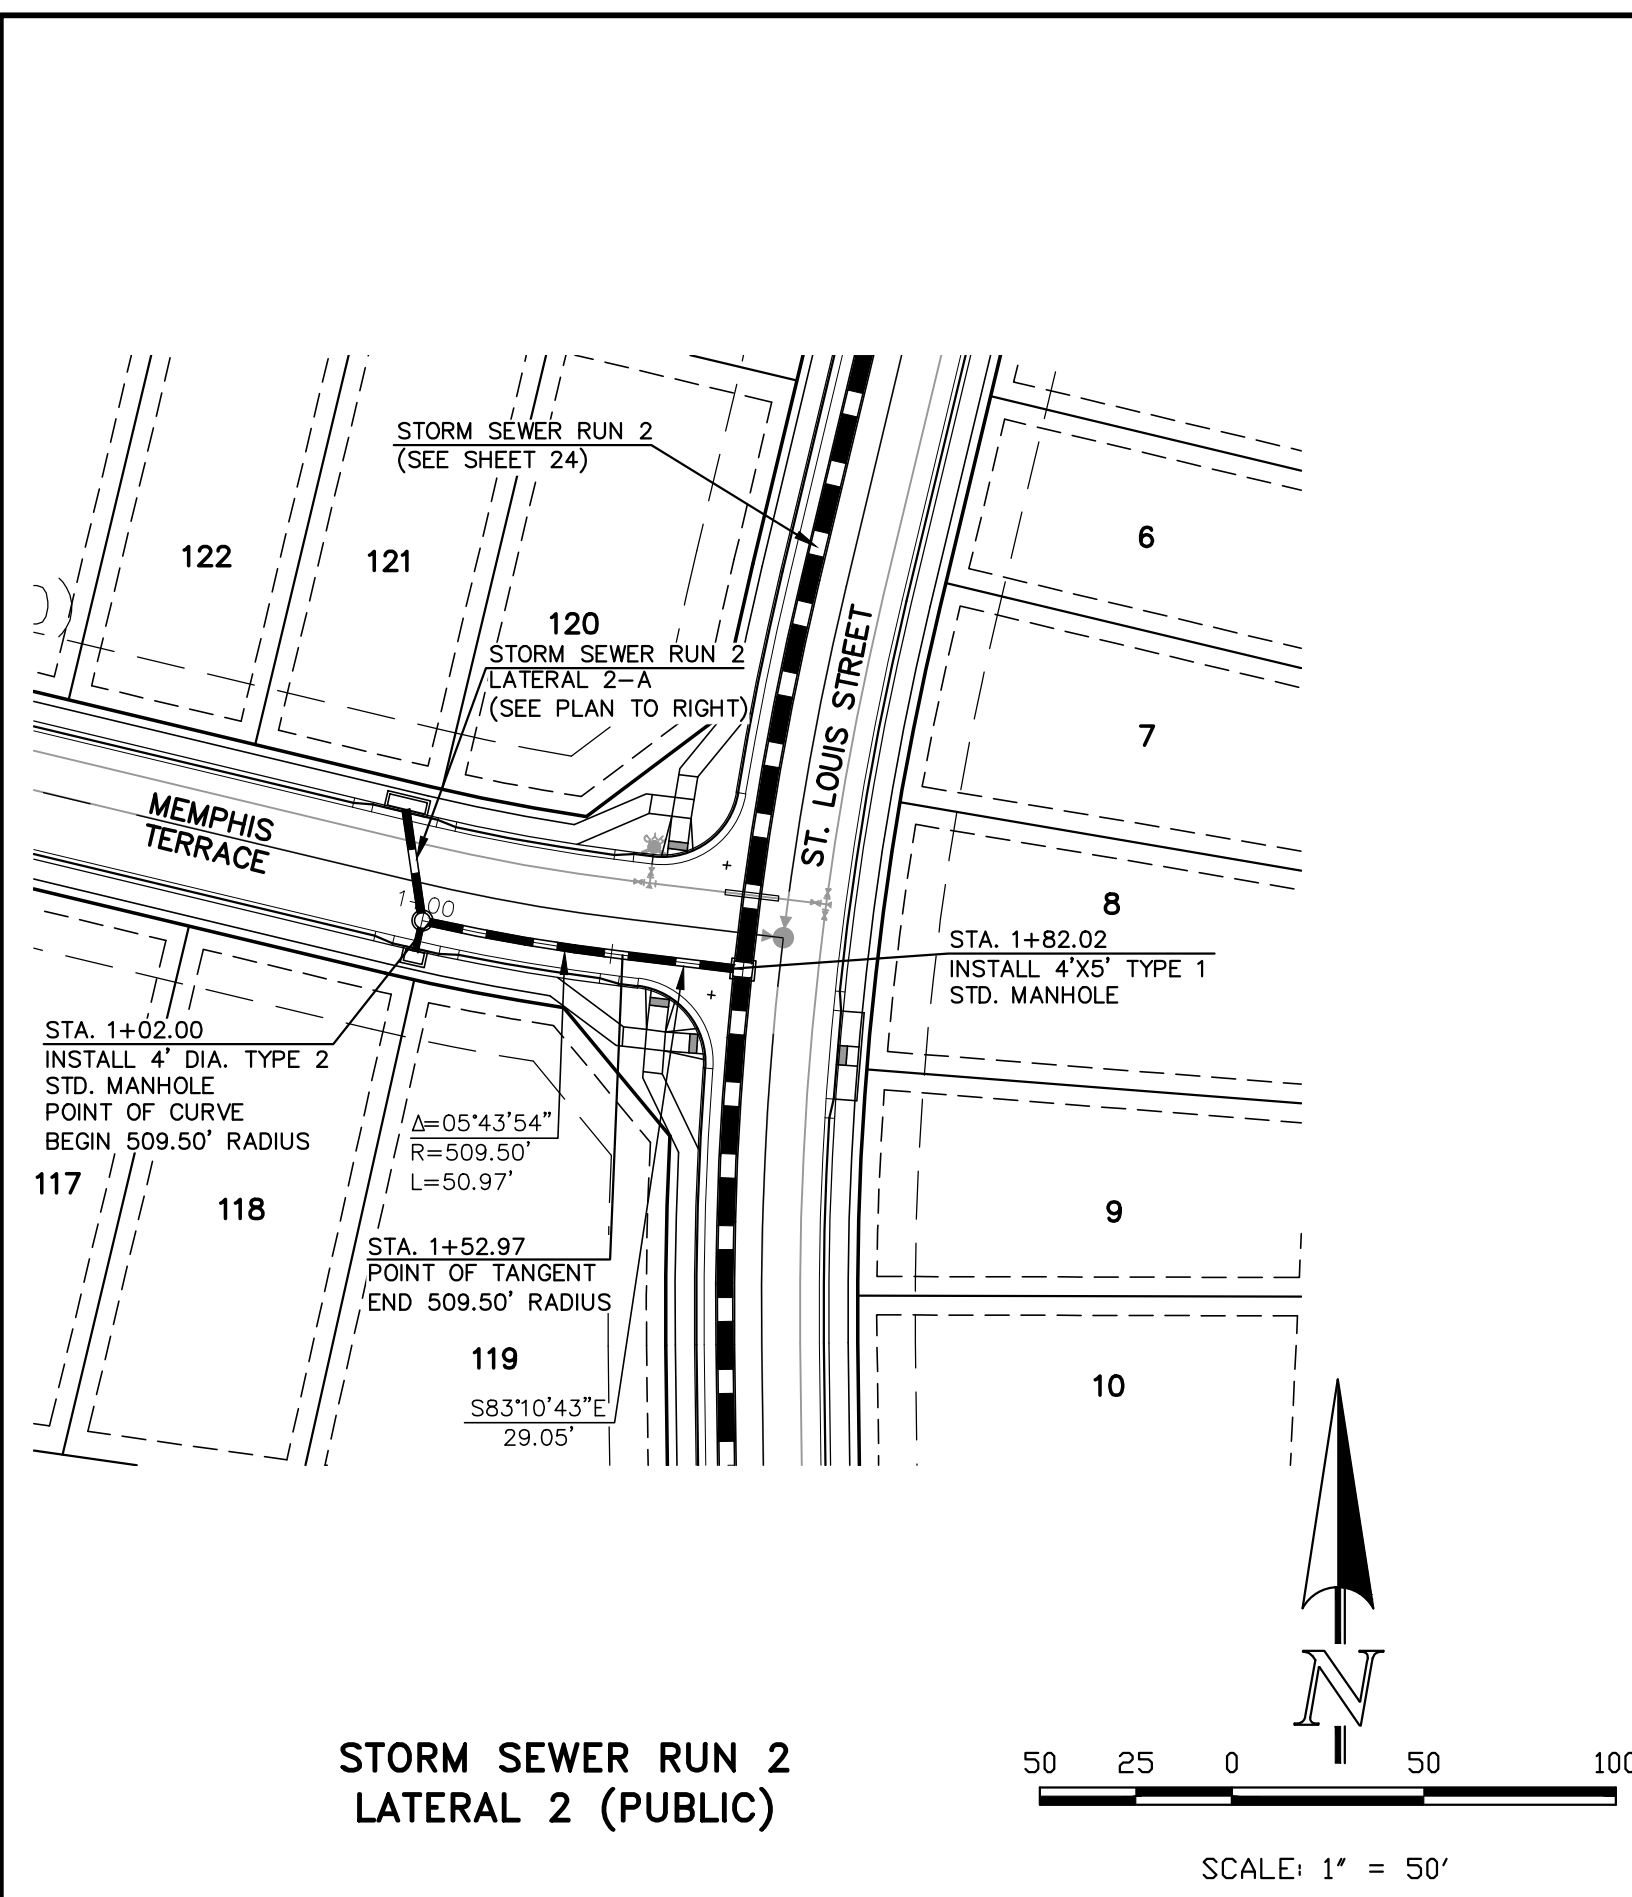 STORM SEWER RUN 2
(SEE SHEET 24)
122
121
120
6
STORM SEWER RUN 2
LATERAL 2-A
(SEE PLAN TO RIGHT)
ST. LOUIS STREET
7
MEMPHIS
TERRACE
8
STA. 1+82.02
INSTALL 4'X5' TYPE 1
STD. MANHOLE
STA. 1+02.00
INSTALL 4' DIA. TYPE 2
STD. MANHOLE
POINT OF CURVE
BEGIN 509.50' RADIUS
Δ=05°43'54"
R=509.50'
L=50.97'
117
118
9
STA. 1+52.97
POINT OF TANGENT
END 509.50' RADIUS
119
10
S83°10'43"E
29.05'
N
STORM SEWER RUN 2
LATERAL 2 (PUBLIC)
50 25 0 50 100
SCALE: 1" = 50'